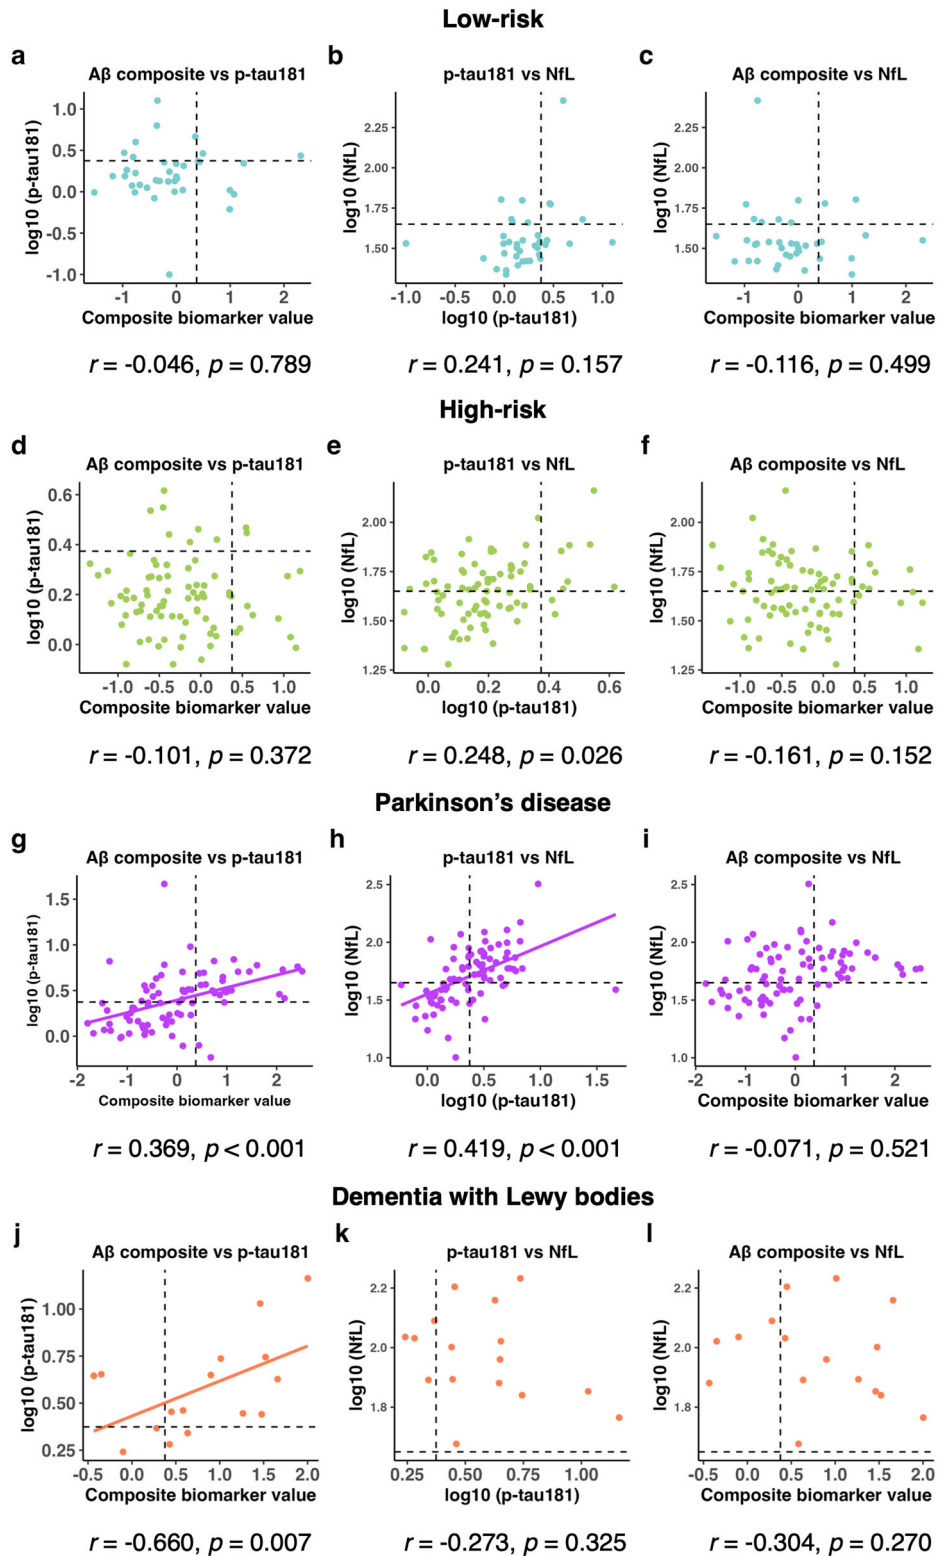 Low-risk
a b c
Aβ composite vs p-tau181 p-tau181 vs NfL Aβ composite vs NfL
log10 (p-tau181) log10 (NfL) log10 (NfL)
1.0 0.5 0.0 -0.5 -1.0
2.25 2.00 1.75 1.50
2.25 2.00 1.75 1.50
-1 0 1 2 -1.0 -0.5 0.0 0.5 1.0 -1 0 1 2
Composite biomarker value log10 (p-tau181) Composite biomarker value
r = -0.046, p = 0.789 r = 0.241, p = 0.157 r = -0.116, p = 0.499
High-risk
d e f
Aβ composite vs p-tau181 p-tau181 vs NfL Aβ composite vs NfL
log10 (p-tau181) log10 (NfL) log10 (NfL)
0.6 0.4 0.2 0.0
2.00 1.75 1.50 1.25
2.00 1.75 1.50 1.25
-1.0 -0.5 0.0 0.5 1.0 0.0 0.2 0.4 0.6 -1.0 -0.5 0.0 0.5 1.0
Composite biomarker value log10 (p-tau181) Composite biomarker value
r = -0.101, p = 0.372 r = 0.248, p = 0.026 r = -0.161, p = 0.152
Parkinson's disease
g h i
Aβ composite vs p-tau181 p-tau181 vs NfL Aβ composite vs NfL
log10 (p-tau181) log10 (NfL) log10 (NfL)
1.5 1.0 0.5 0.0
2.5 2.0 1.5 1.0
2.5 2.0 1.5 1.0
-2 -1 0 1 2 0.0 0.5 1.0 1.5 -2 -1 0 1 2
Composite biomarker value log10 (p-tau181) Composite biomarker value
r = 0.369, p < 0.001 r = 0.419, p < 0.001 r = -0.071, p = 0.521
Dementia with Lewy bodies
j k l
Aβ composite vs p-tau181 p-tau181 vs NfL Aβ composite vs NfL
log10 (p-tau181) log10 (NfL) log10 (NfL)
1.00 0.75 0.50 0.25
2.2 2.0 1.8
2.2 2.0 1.8
-0.5 0.0 0.5 1.0 1.5 2.0 0.25 0.50 0.75 1.00 -0.5 0.0 0.5 1.0 1.5 2.0
Composite biomarker value log10 (p-tau181) Composite biomarker value
r = -0.660, p = 0.007 r = -0.273, p = 0.325 r = -0.304, p = 0.270